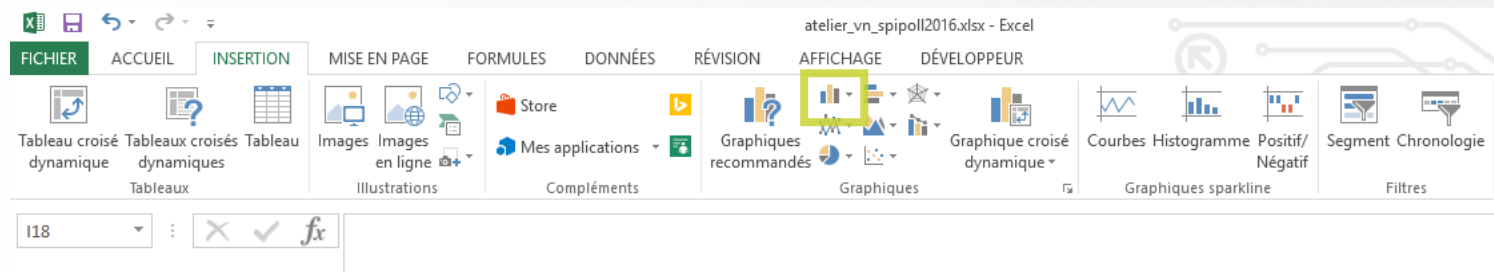 atelier_vn_spipoll2016.xlsx - Excel
FICHIER ACCUEIL INSERTION MISE EN PAGE FORMULES DONNÉES RÉVISION AFFICHAGE DÉVELOPPEUR
Tableau croisé dynamique
Tableaux croisés dynamiques
Tableau
Tableaux
Images
Images en ligne
Illustrations
Store
Mes applications
Compléments
Graphiques recommandés
Graphique croisé dynamique
Graphiques
Courbes
Histogramme
Positif/ Négatif
Graphiques sparkline
Segment
Chronologie
Filtres
I18
fx